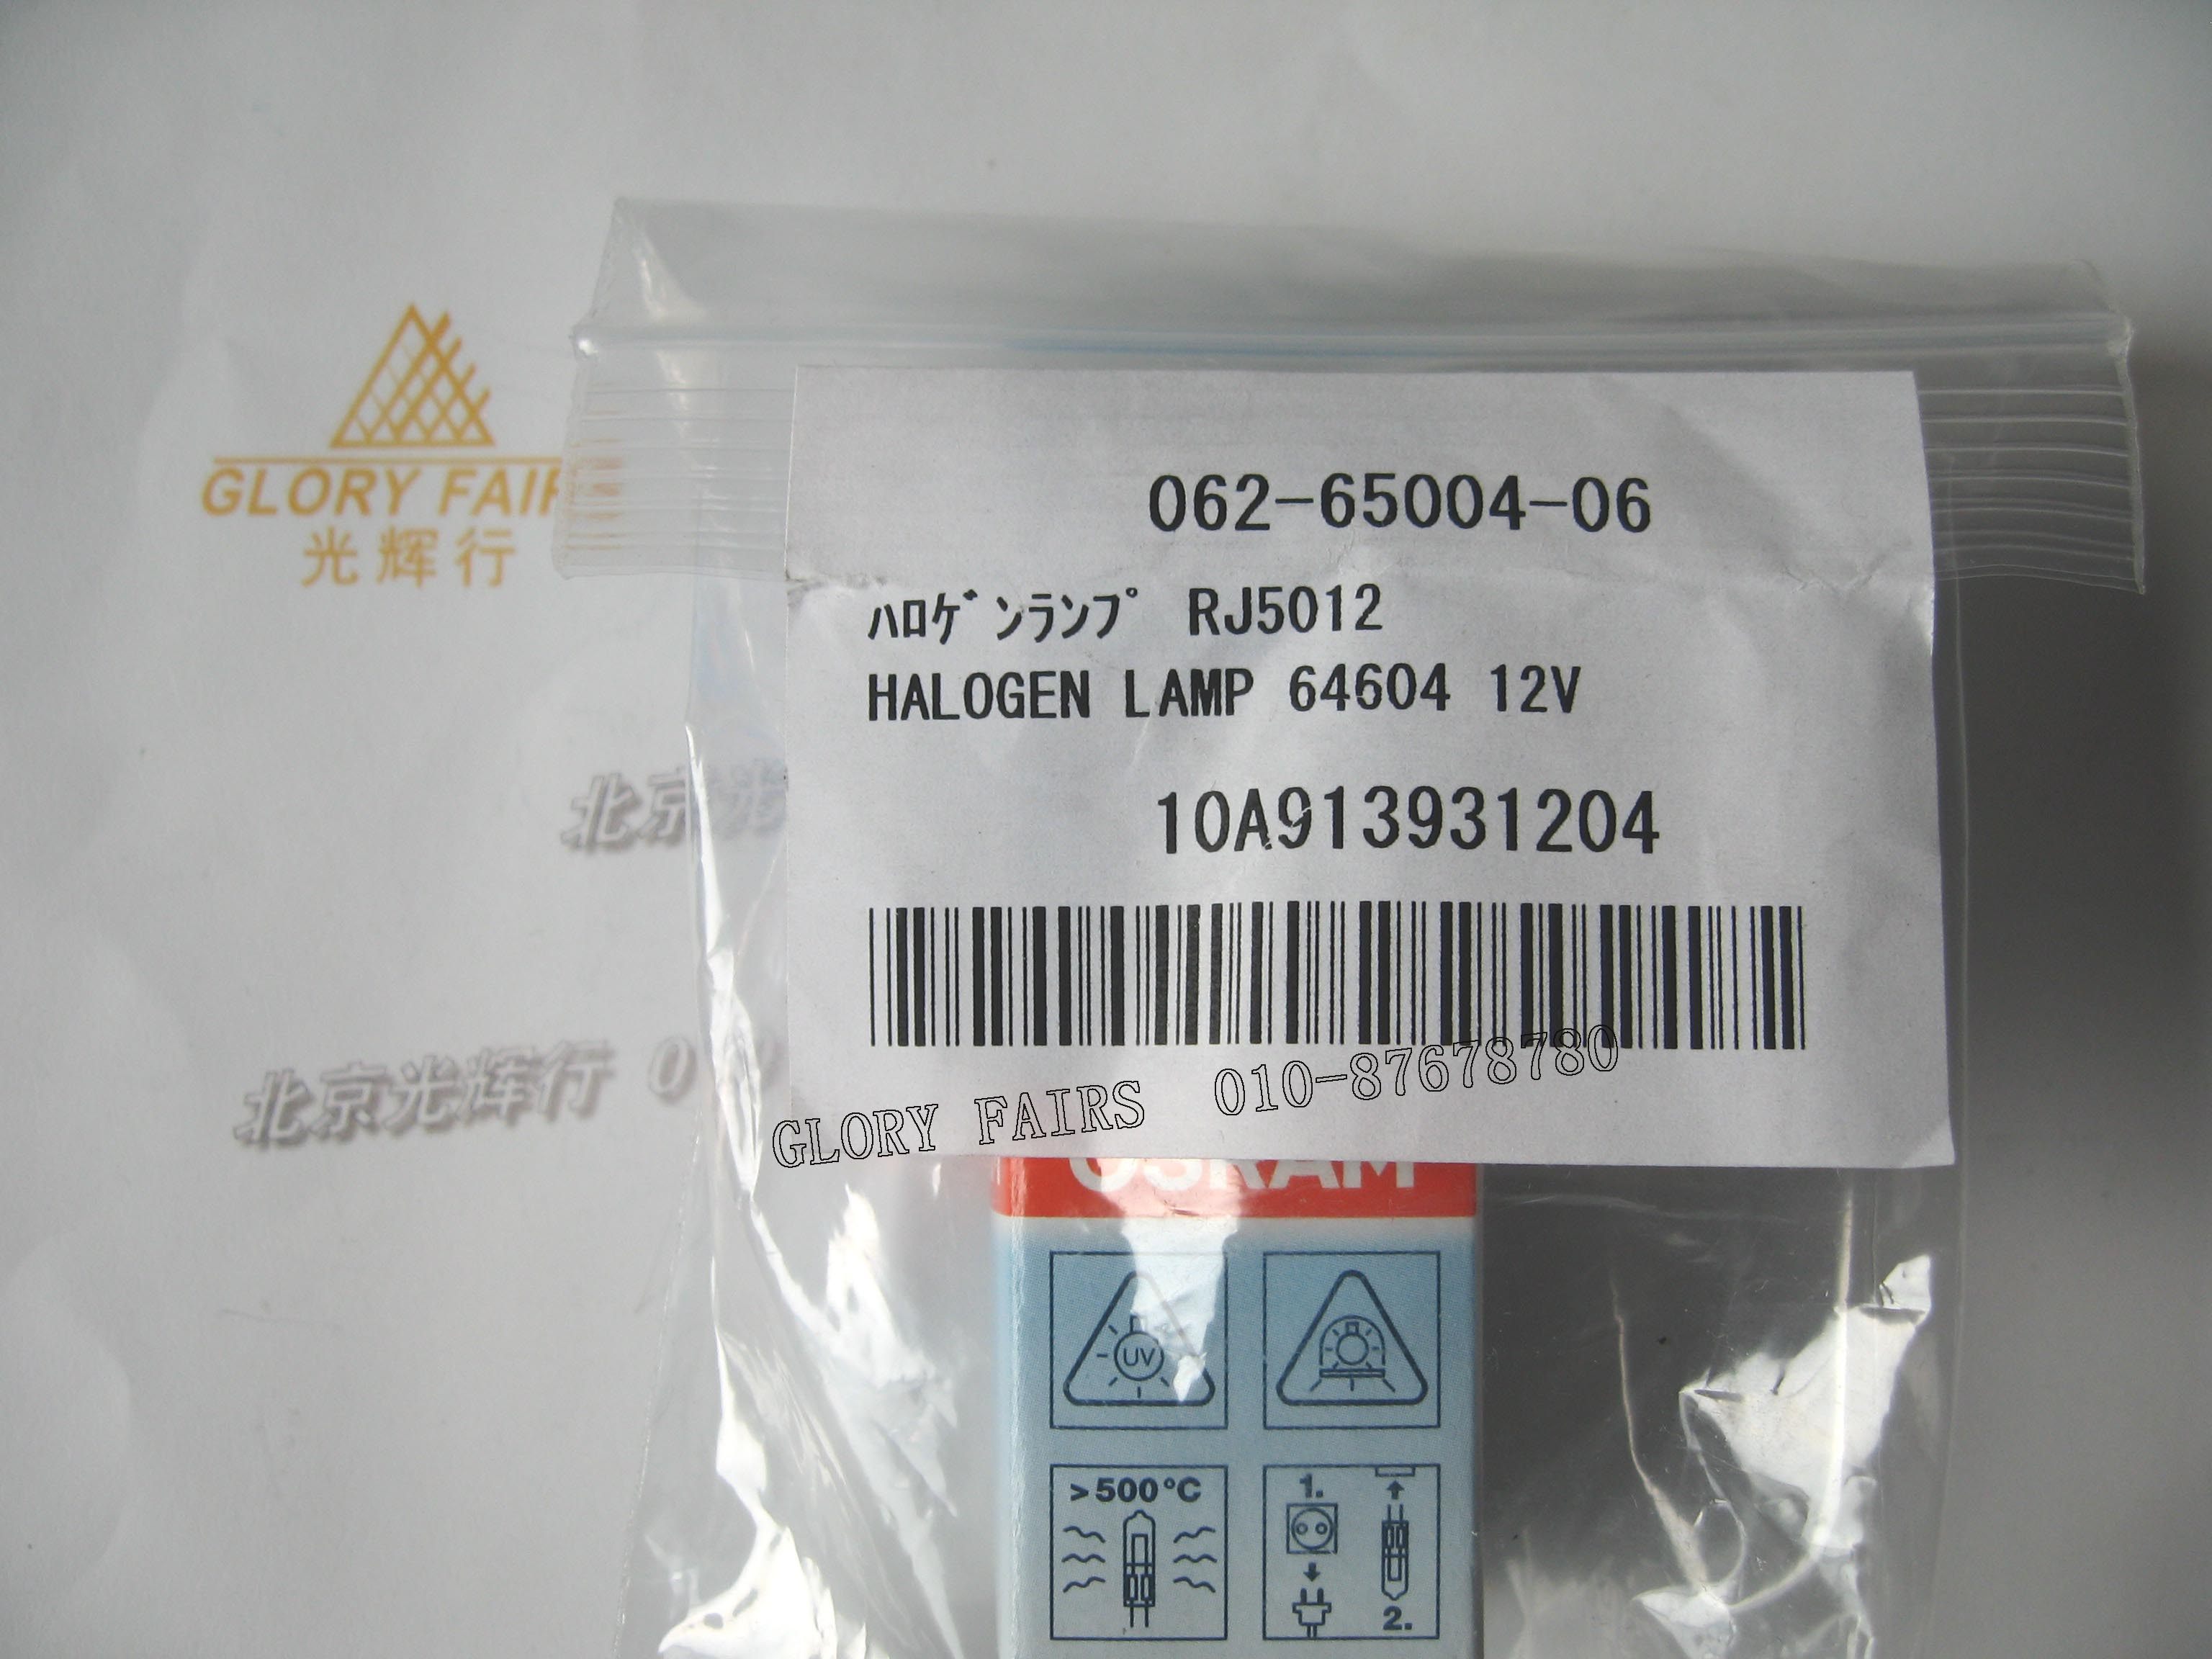 GLORY FAIR
光辉行
062-65004-06
ﾊﾛｹﾞﾝﾗﾝﾌﾟ RJ5012
HALOGEN LAMP 64604 12V
10A913931204
北京光
北京光辉行 0
GLORY FAIRS 010-87678780
OSRAM
UV
>500°C
1.
2.